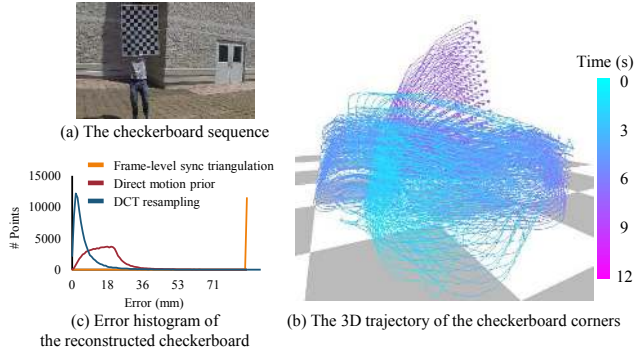 (a) The checkerboard sequence
Frame-level sync triangulation
Direct motion prior
DCT resampling
15000
10000
5000
0
# Points
0 18 36 54 71
Error (mm)
(c) Error histogram of
the reconstructed checkerboard
Time (s)
0
3
6
9
12
(b) The 3D trajectory of the checkerboard corners